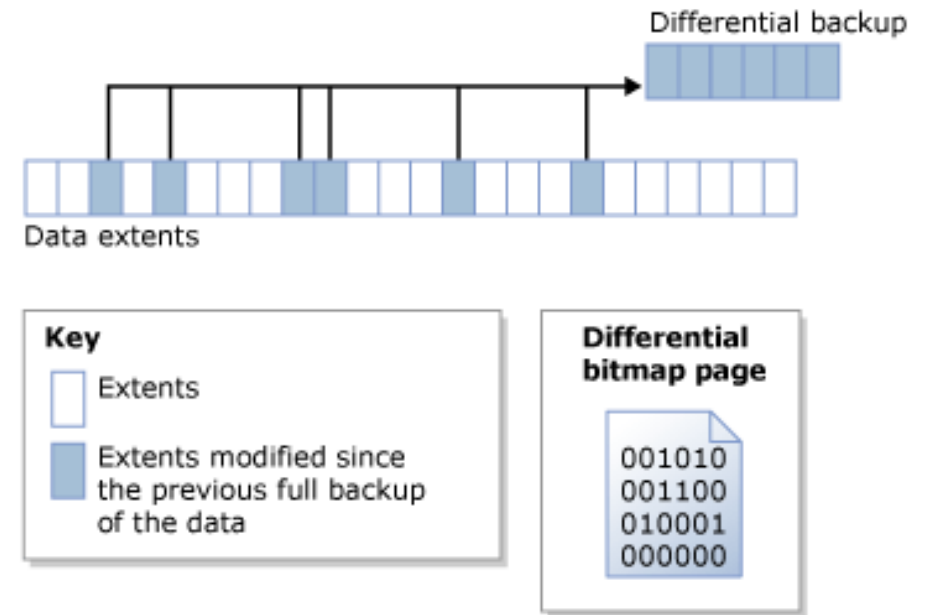 Differential backup
Data extents
Key
Extents
Extents modified since
the previous full backup
of the data
Differential
bitmap page
001010
001100
010001
000000